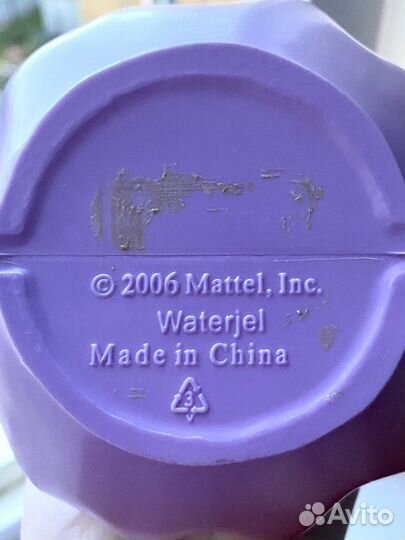 © 2006 Mattel, Inc.
Waterjel
Made in China
3
Avito